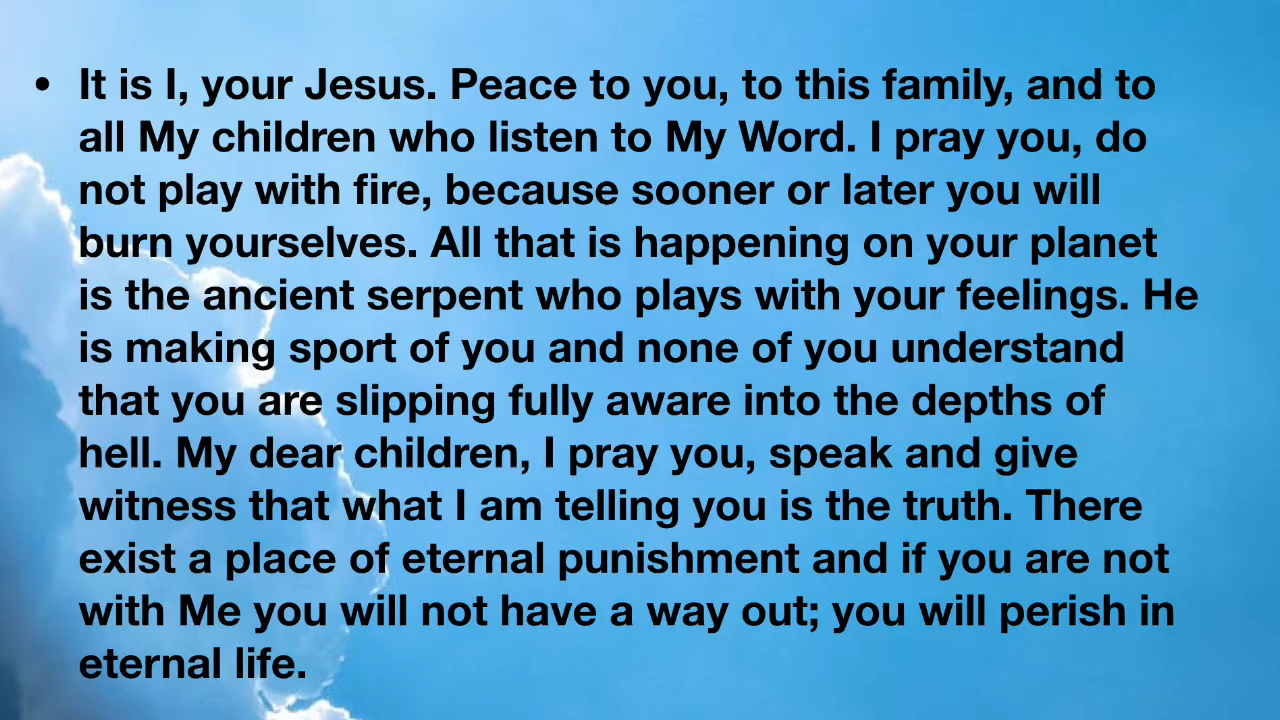 • It is I, your Jesus. Peace to you, to this family, and to
all My children who listen to My Word. I pray you, do
not play with fire, because sooner or later you will
burn yourselves. All that is happening on your planet
is the ancient serpent who plays with your feelings. He
is making sport of you and none of you understand
that you are slipping fully aware into the depths of
hell. My dear children, I pray you, speak and give
witness that what I am telling you is the truth. There
exist a place of eternal punishment and if you are not
with Me you will not have a way out; you will perish in
eternal life.